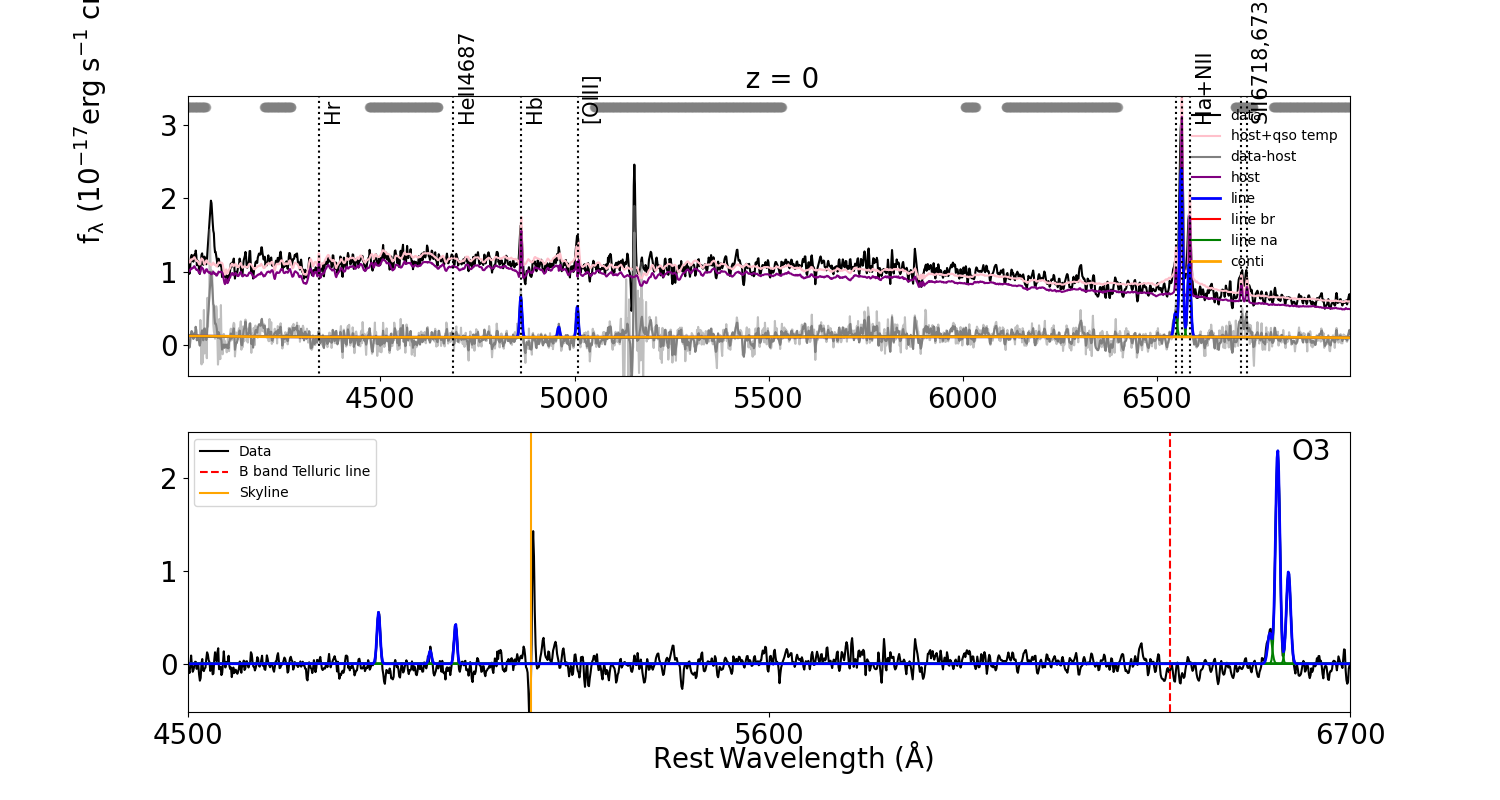 z = 0
f_λ (10^−17 erg s^−1
HeII4687
Hr
Hb
[OIII]
Ha+NII
SII6718,673
data
host+qso temp
data-host
host
line
line br
line na
conti
3
2
1
0
4500 5000 5500 6000 6500
Data
B band Telluric line
Skyline
O3
2
1
0
4500 5600 6700
Rest Wavelength (Å)